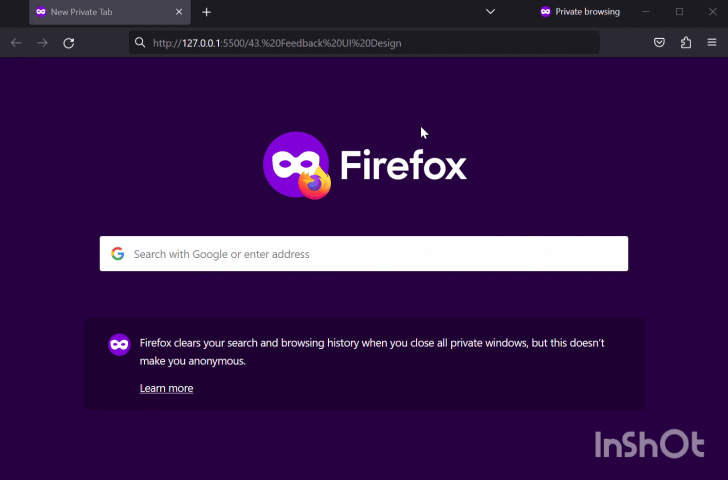 New Private Tab
Private browsing
http://127.0.0.1:5500/43.%20Feedback%20UI%20Design
Firefox
Search with Google or enter address
Firefox clears your search and browsing history when you close all private windows, but this doesn't
make you anonymous.
Learn more
InShOt